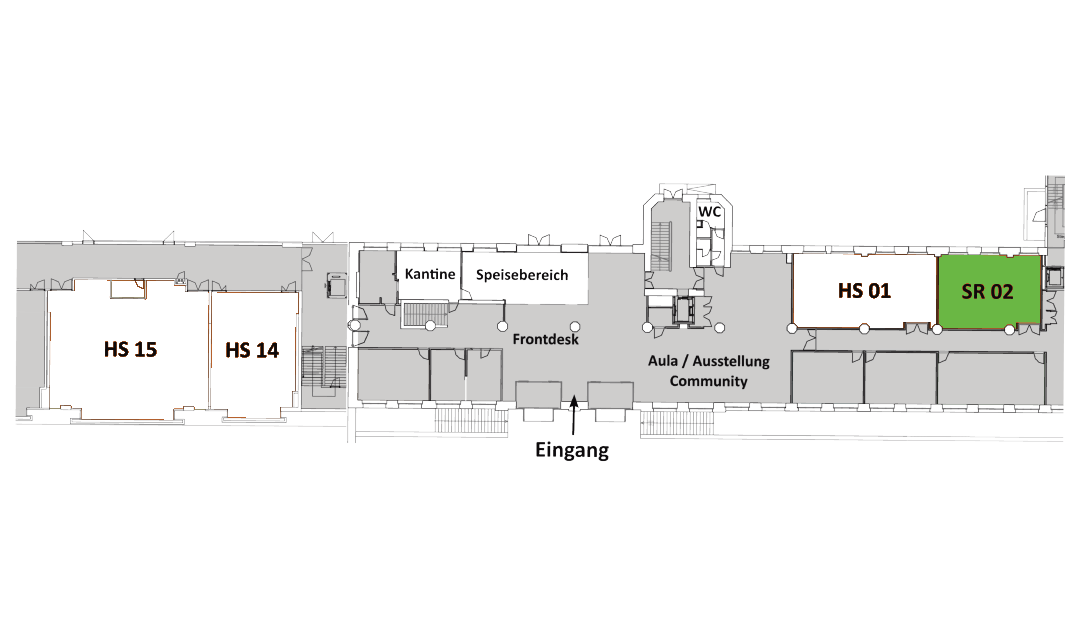 WC
Kantine
Speisebereich
HS 01
SR 02
HS 15
HS 14
Frontdesk
Aula / Ausstellung
Community
Eingang